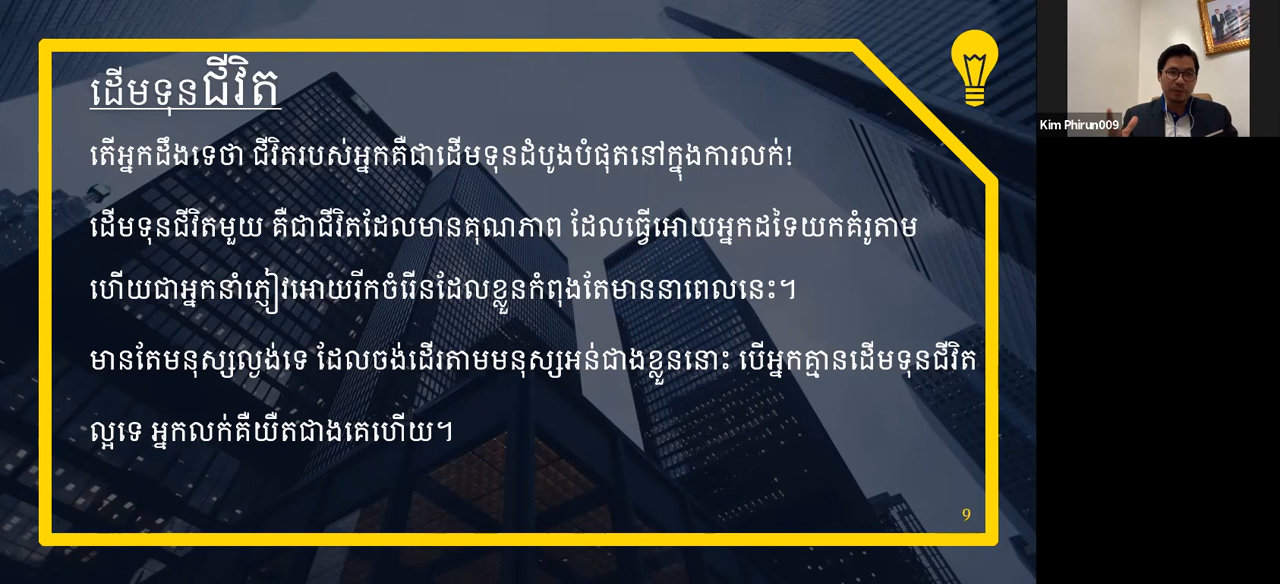 ដើមទុនជីវិត
តើអ្នកដឹងទេថា ជីវិតរបស់អ្នកគឺជាដើមទុនដំបូងបំផុតនៅក្នុងការលក់!
ដើមទុនជីវិតមួយ គឺជាជីវិតដែលមានគុណភាព ដែលធ្វើអោយអ្នកដទៃយកគំរូតាម
ហើយជាអ្នកនាំភ្ញៀវអោយរីកចំរើនដែលខ្លួនកំពុងតែមាននាពេលនេះ។
មានតែមនុស្សល្ងង់ទេ ដែលចង់ដើរតាមមនុស្សអន់ជាងខ្លួននោះ បើអ្នកគ្មានដើមទុនជីវិត
ល្អទេ អ្នកលក់គឺយឺតជាងគេហើយ។
9
Kim Phirun009